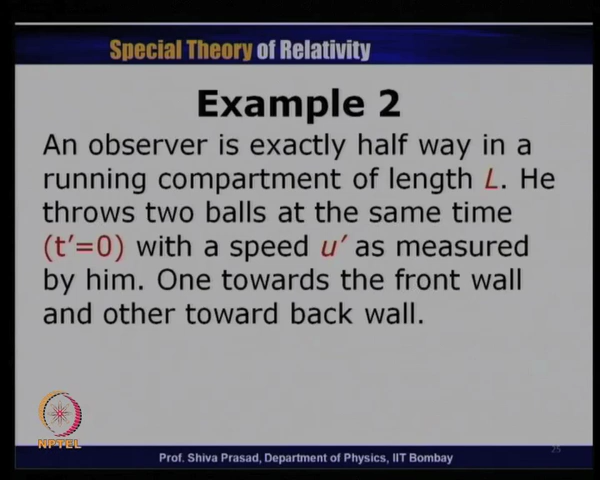 Special Theory of Relativity
Example 2
An observer is exactly half way in a
running compartment of length L. He
throws two balls at the same time
(t′=0) with a speed u′ as measured
by him. One towards the front wall
and other toward back wall.
NPTEL
Prof. Shiva Prasad, Department of Physics, IIT Bombay
25